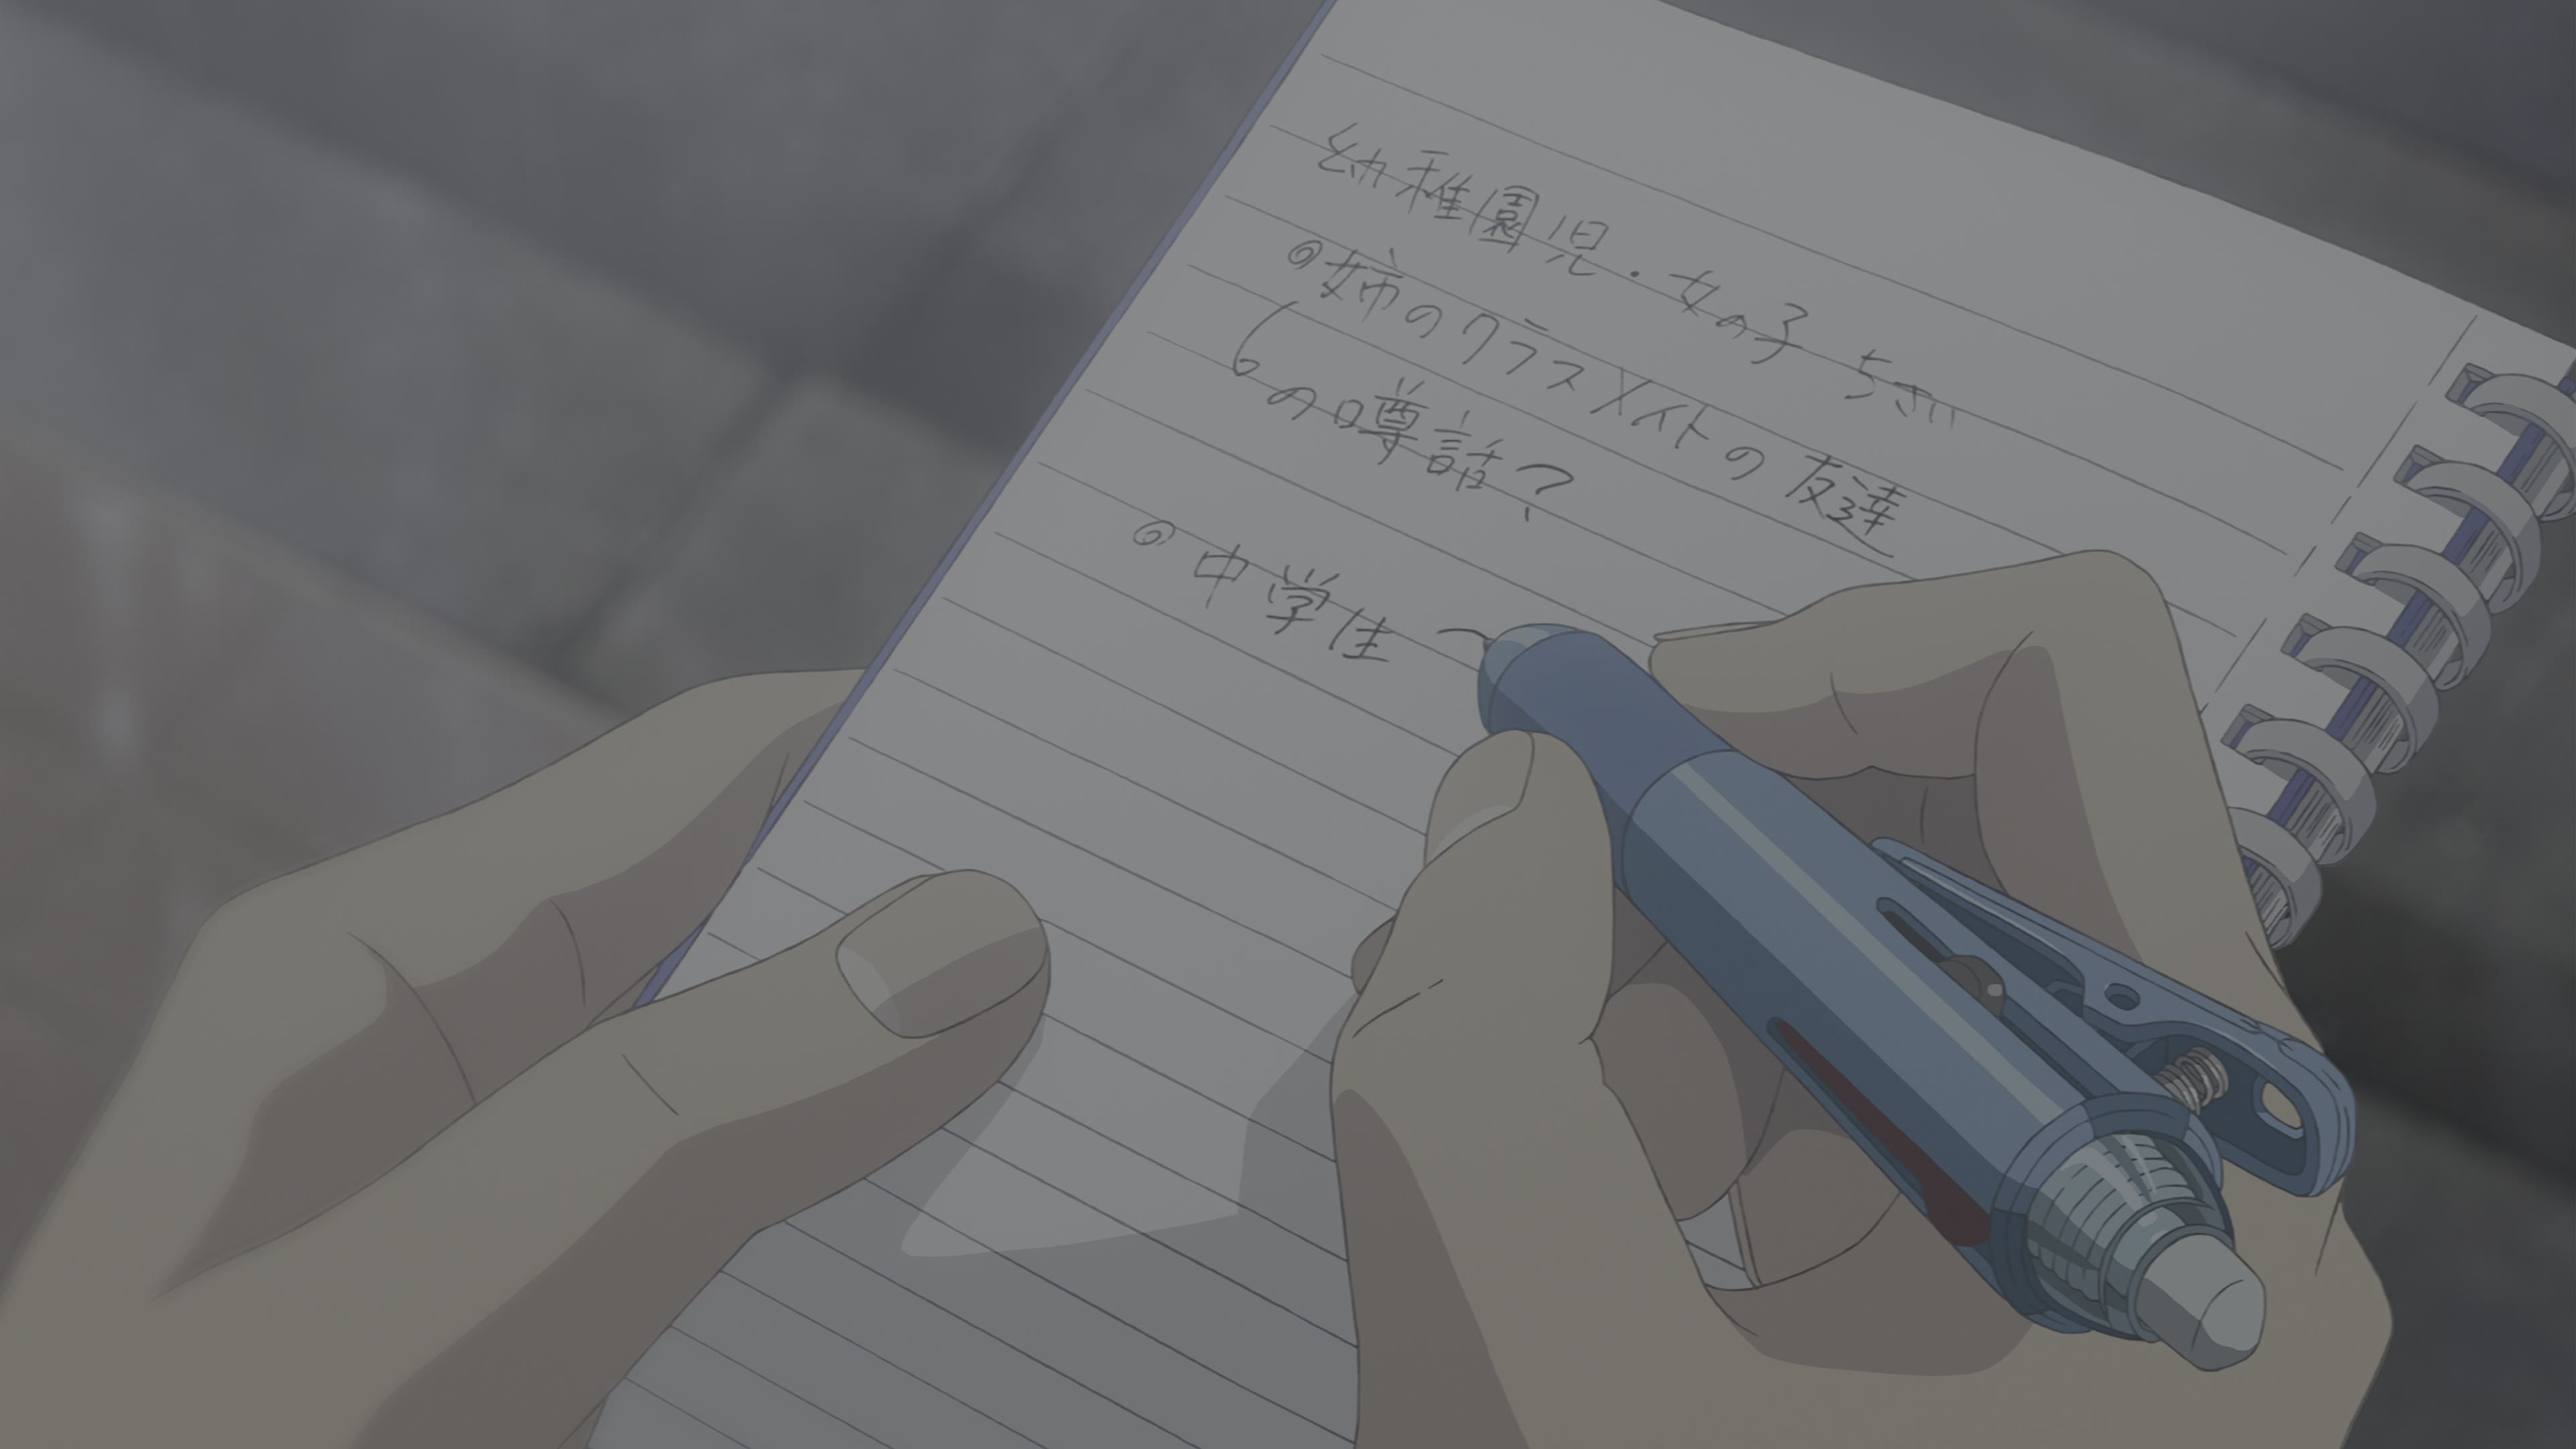 幼稚園児・女の子 5さい
◎姉のクラスメイトの友達
の噂話?
◎中学生